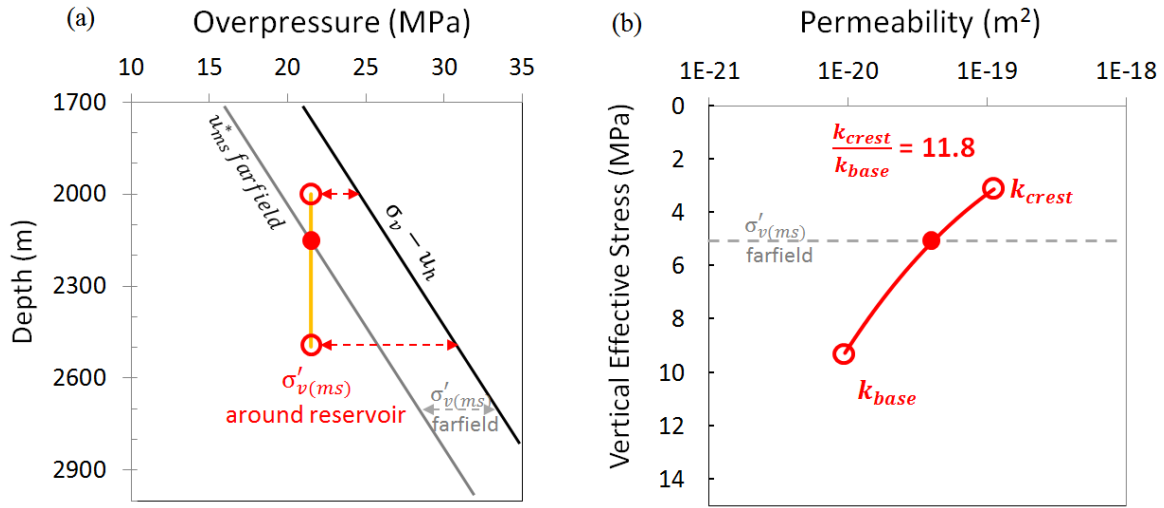 (a)
Overpressure (MPa)
10 15 20 25 30 35
Depth (m)
1700
2000
2300
2600
2900
u*ms farfield
σv − uh
σ′v(ms)
around reservoir
σ′v(ms)
farfield
(b)
Permeability (m²)
1E-21 1E-20 1E-19 1E-18
Vertical Effective Stress (MPa)
0
2
4
6
8
10
12
14
kcrest/kbase = 11.8
kcrest
σ′v(ms)
farfield
kbase